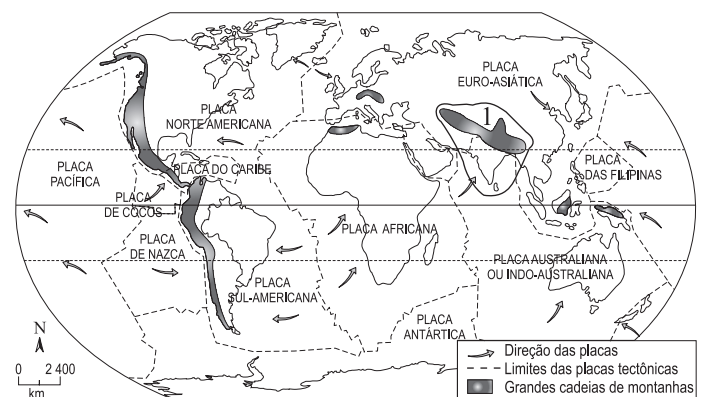 PLACA
EURO-ASIÁTICA
1
PLACA
NORTE AMERICANA
PLACA
PACÍFICA
PLACA DO CARIBE
PLACA
DAS FILIPINAS
PLACA
DE COCOS
PLACA
DE NAZCA
PLACA AFRICANA
PLACA AUSTRALIANA
OU INDO-AUSTRALIANA
PLACA
SUL-AMERICANA
PLACA
ANTÁRTICA
N
0 2 400
km
Direção das placas
Limites das placas tectônicas
Grandes cadeias de montanhas